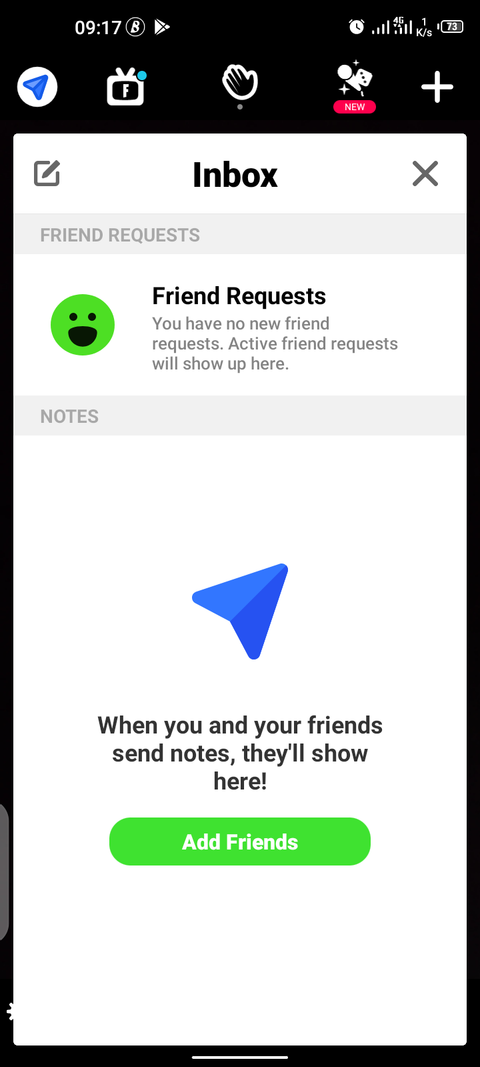 09:17
4G
1
K/s
73
F
NEW
Inbox
FRIEND REQUESTS
Friend Requests
You have no new friend
requests. Active friend requests
will show up here.
NOTES
When you and your friends
send notes, they'll show
here!
Add Friends